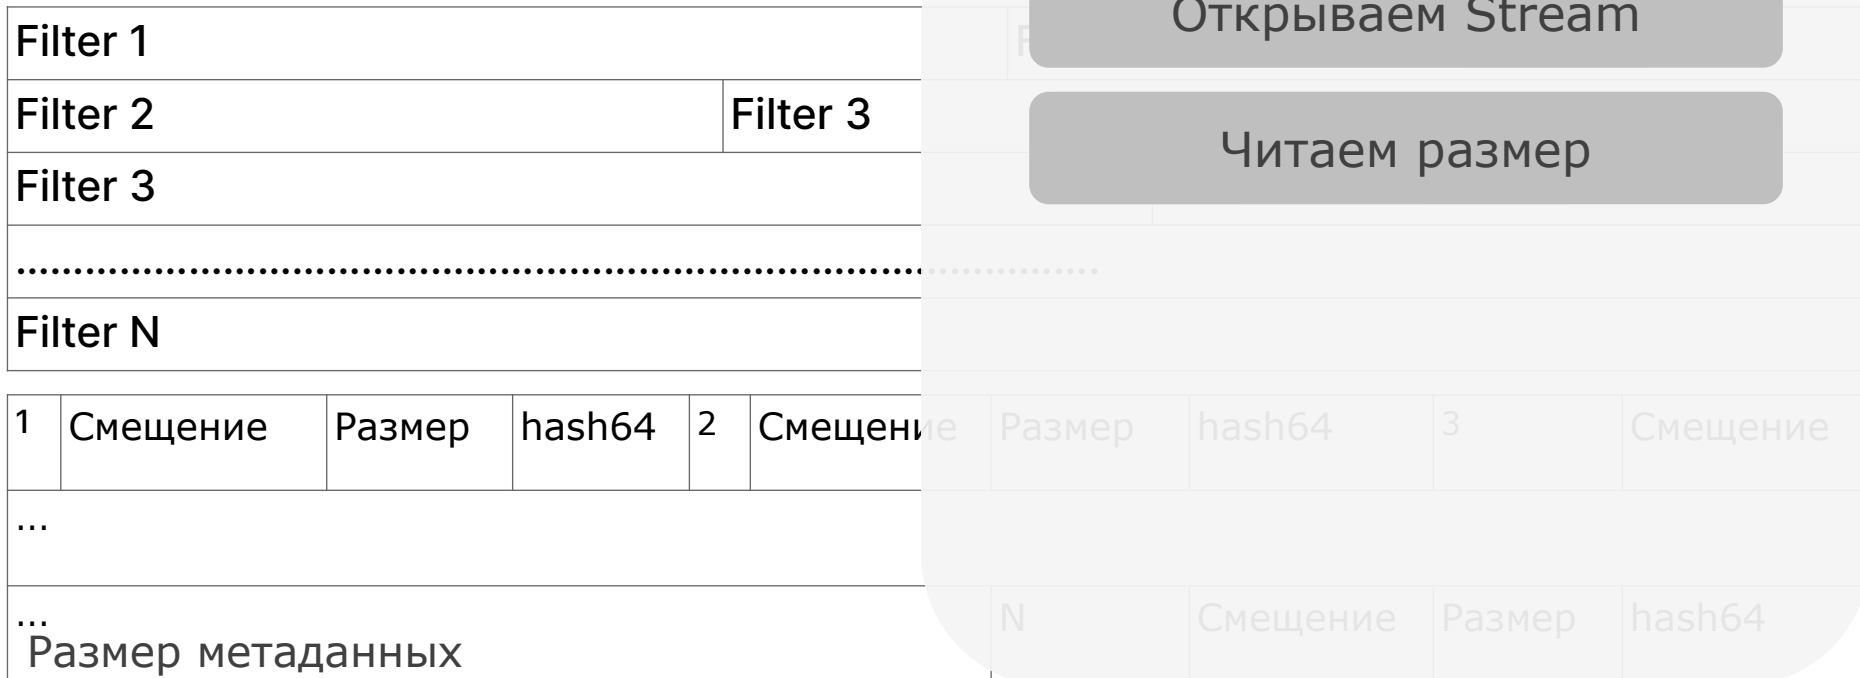 Открываем Stream
Filter 1
Filter 2 Filter 3
Читаем размер
Filter 3
................................................................................................
Filter N
1 Смещение Размер hash64 2 Смещение Размер hash64 3 Смещение
...
... N Смещение Размер hash64
Размер метаданных